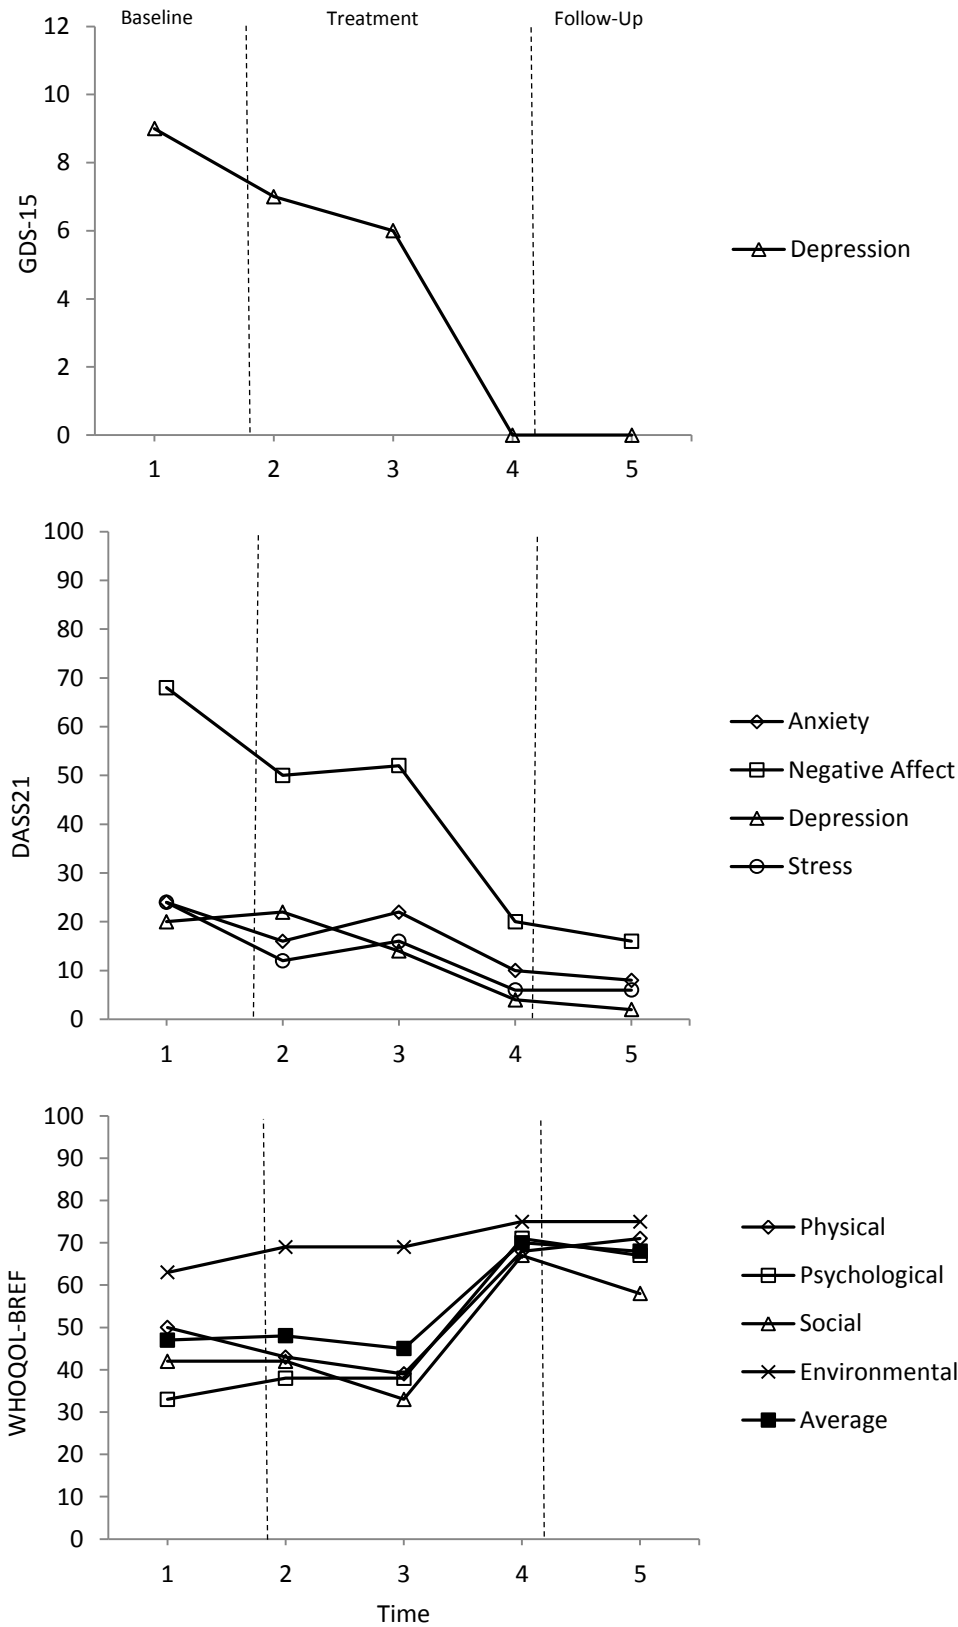 Baseline Treatment Follow-Up
12
10
8
6
4
2
0
GDS-15
1 2 3 4 5
Depression
100
90
80
70
60
50
40
30
20
10
0
DASS21
1 2 3 4 5
Anxiety
Negative Affect
Depression
Stress
100
90
80
70
60
50
40
30
20
10
0
WHOQOL-BREF
1 2 3 4 5
Time
Physical
Psychological
Social
Environmental
Average